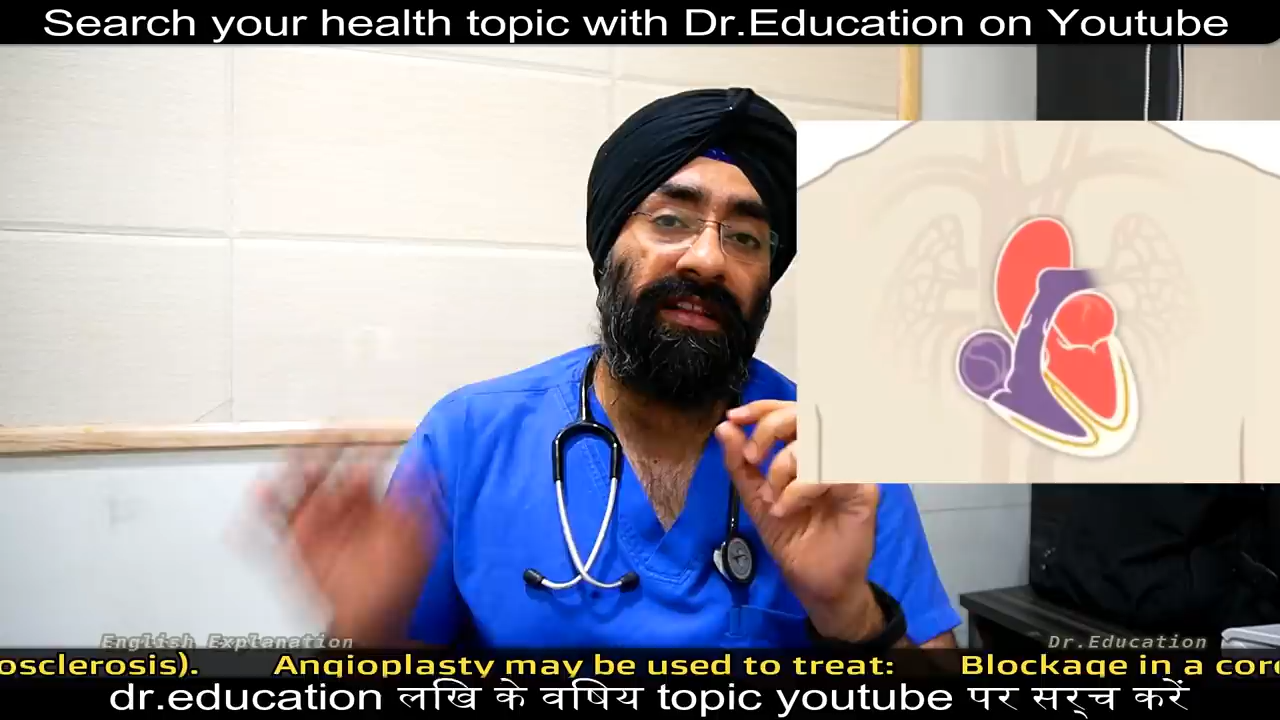 Search your health topic with Dr.Education on Youtube
English Explanation
Dr.Education
osclerosis). Angioplasty may be used to treat: Blockage in a cor
dr.education लखि के वषिय topic youtube पर सर्च करें